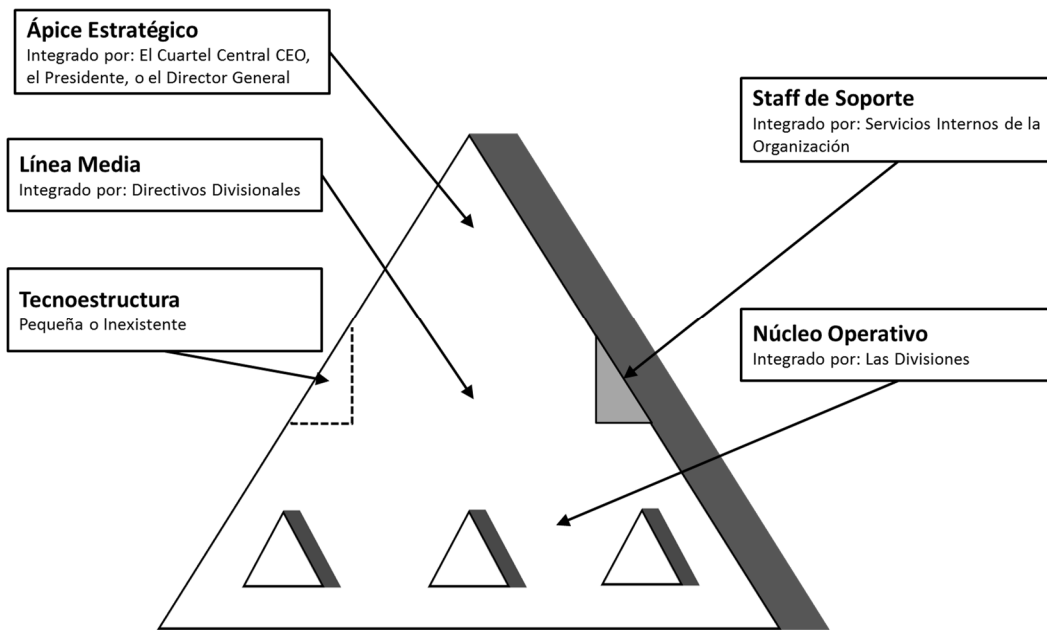 Ápice Estratégico
Integrado por: El Cuartel Central CEO,
el Presidente, o el Director General
Línea Media
Integrado por: Directivos Divisionales
Tecnoestructura
Pequeña o Inexistente
Staff de Soporte
Integrado por: Servicios Internos de la
Organización
Núcleo Operativo
Integrado por: Las Divisiones